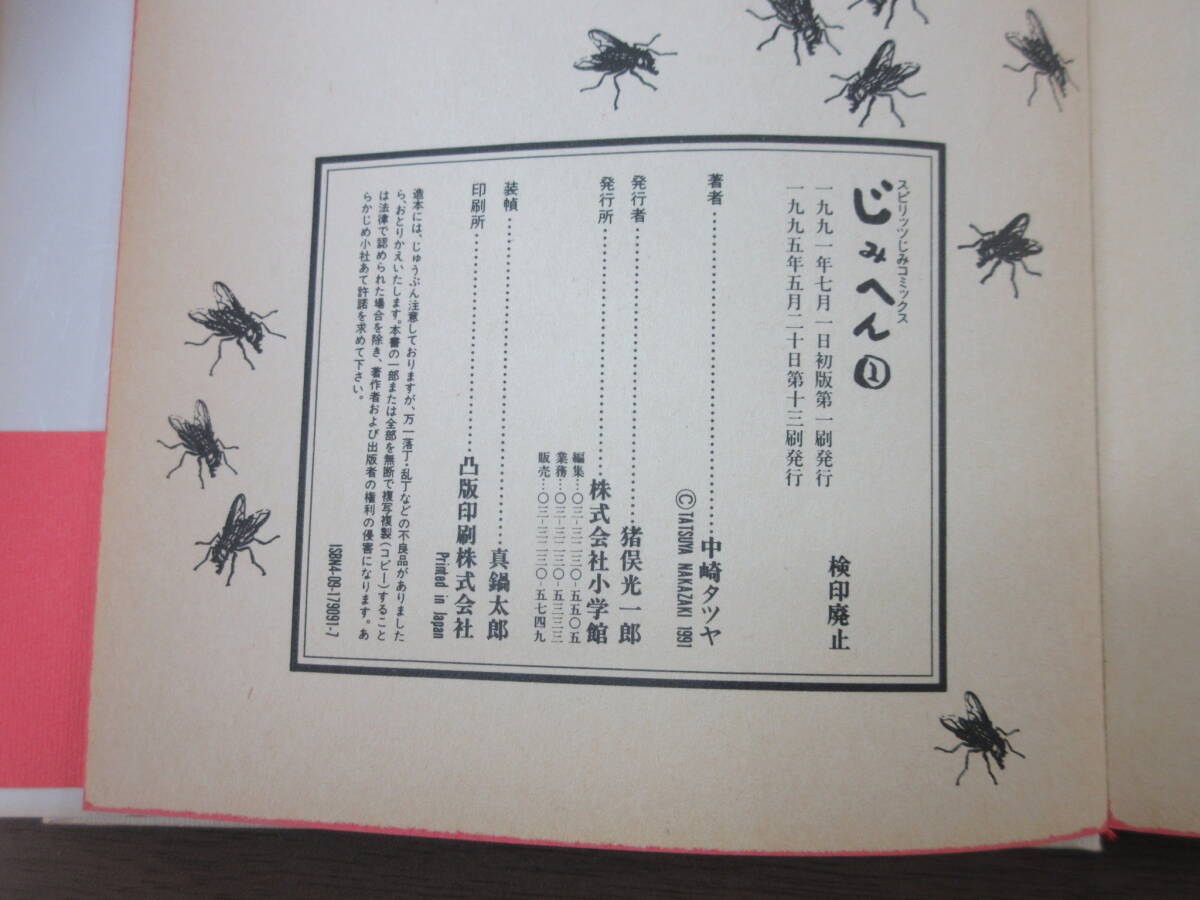 スピリッツじみコミックス
じみへん①
一九九一年七月一日初版第一刷発行
一九九五年五月二十日第十三刷発行
検印廃止
著者…………………………中崎タツヤ
©TATSUYA NAKAZAKI 1991
発行者…………………………猪俣光一郎
発行所…………………………株式会社小学館
編集…〇三-三二三〇-五五〇五
業務…〇三-三二三〇-五三三三
販売…〇三-三二三〇-五七四九
装幀…………………………真鍋太郎
印刷所…………………………凸版印刷株式会社
Printed in Japan
造本には、じゅうぶん注意しておりますが、万一落丁・乱丁などの不良品がありました
ら、おとりかえいたします。本書の一部または全部を無断で複写複製(コピー)すること
は法律で認められた場合を除き、著作者および出版者の権利の侵害になります。あ
らかじめ小社あて許諾を求めて下さい。
ISBN4-09-179091-7